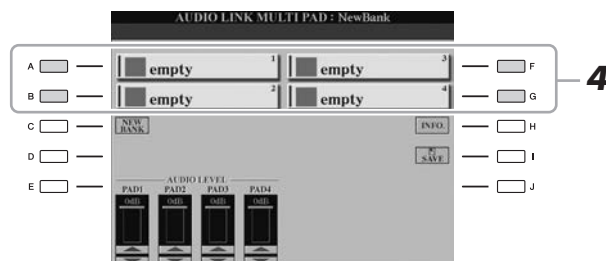 AUDIO LINK MULTI PAD : NewBank
A empty 1 empty 3 F
B empty 2 empty 4 G
4
C NEW BANK INFO. H
D SAVE I
E J
AUDIO LEVEL
PAD1 PAD2 PAD3 PAD4
0dB 0dB 0dB 0dB